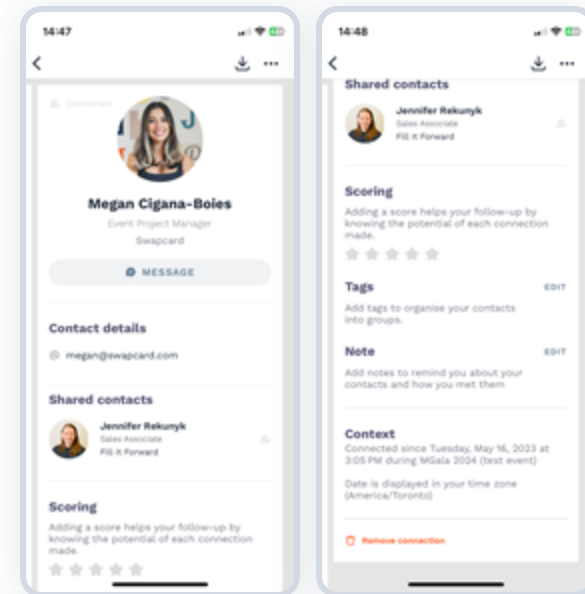 14:47
Connected
Megan Cigana-Boies
Event Project Manager
Swapcard
MESSAGE
Contact details
megan@swapcard.com
Shared contacts
Jennifer Rekunyk
Sales Associate
Fill it Forward
Scoring
Adding a score helps your follow-up by
knowing the potential of each connection
made.
14:48
Shared contacts
Jennifer Rekunyk
Sales Associate
Fill it Forward
Scoring
Adding a score helps your follow-up by
knowing the potential of each connection
made.
Tags
EDIT
Add tags to organise your contacts
into groups.
Note
EDIT
Add notes to remind you about your
contacts and how you met them
Context
Connected since Tuesday, May 16, 2023 at
3:05 PM during MGala 2024 (test event)
Date is displayed in your time zone
(America/Toronto)
Remove connection